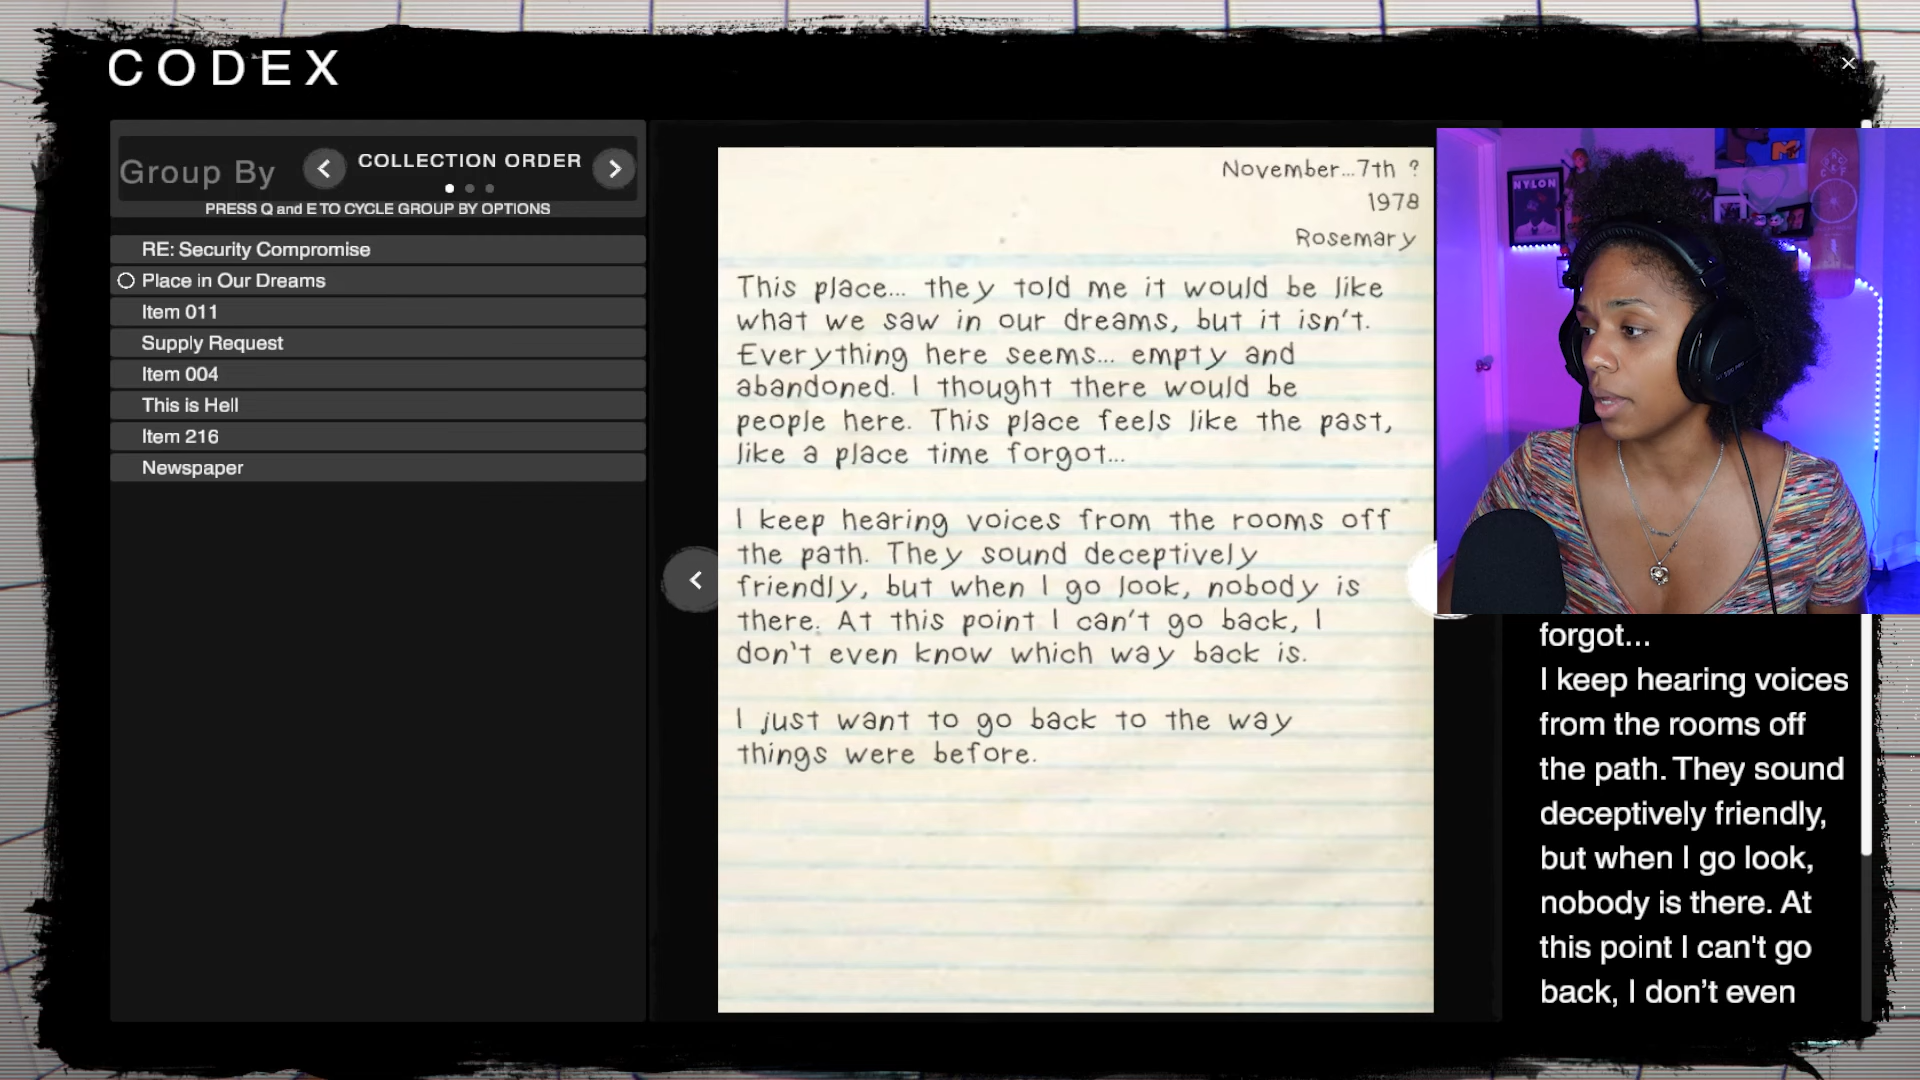 CODEX
Group By
COLLECTION ORDER
PRESS Q and E TO CYCLE GROUP BY OPTIONS
RE: Security Compromise
Place in Our Dreams
Item 011
Supply Request
Item 004
This is Hell
Item 216
Newspaper
November...7th ?
1978
Rosemary
This place... they told me it would be like
what we saw in our dreams, but it isn't.
Everything here seems... empty and
abandoned. I thought there would be
people here. This place feels like the past,
like a place time forgot...
I keep hearing voices from the rooms off
the path. They sound deceptively
friendly, but when I go look, nobody is
there. At this point I can't go back, I
don't even know which way back is.
I just want to go back to the way
things were before.
NYLON
forgot...
I keep hearing voices
from the rooms off
the path. They sound
deceptively friendly,
but when I go look,
nobody is there. At
this point I can't go
back, I don't even